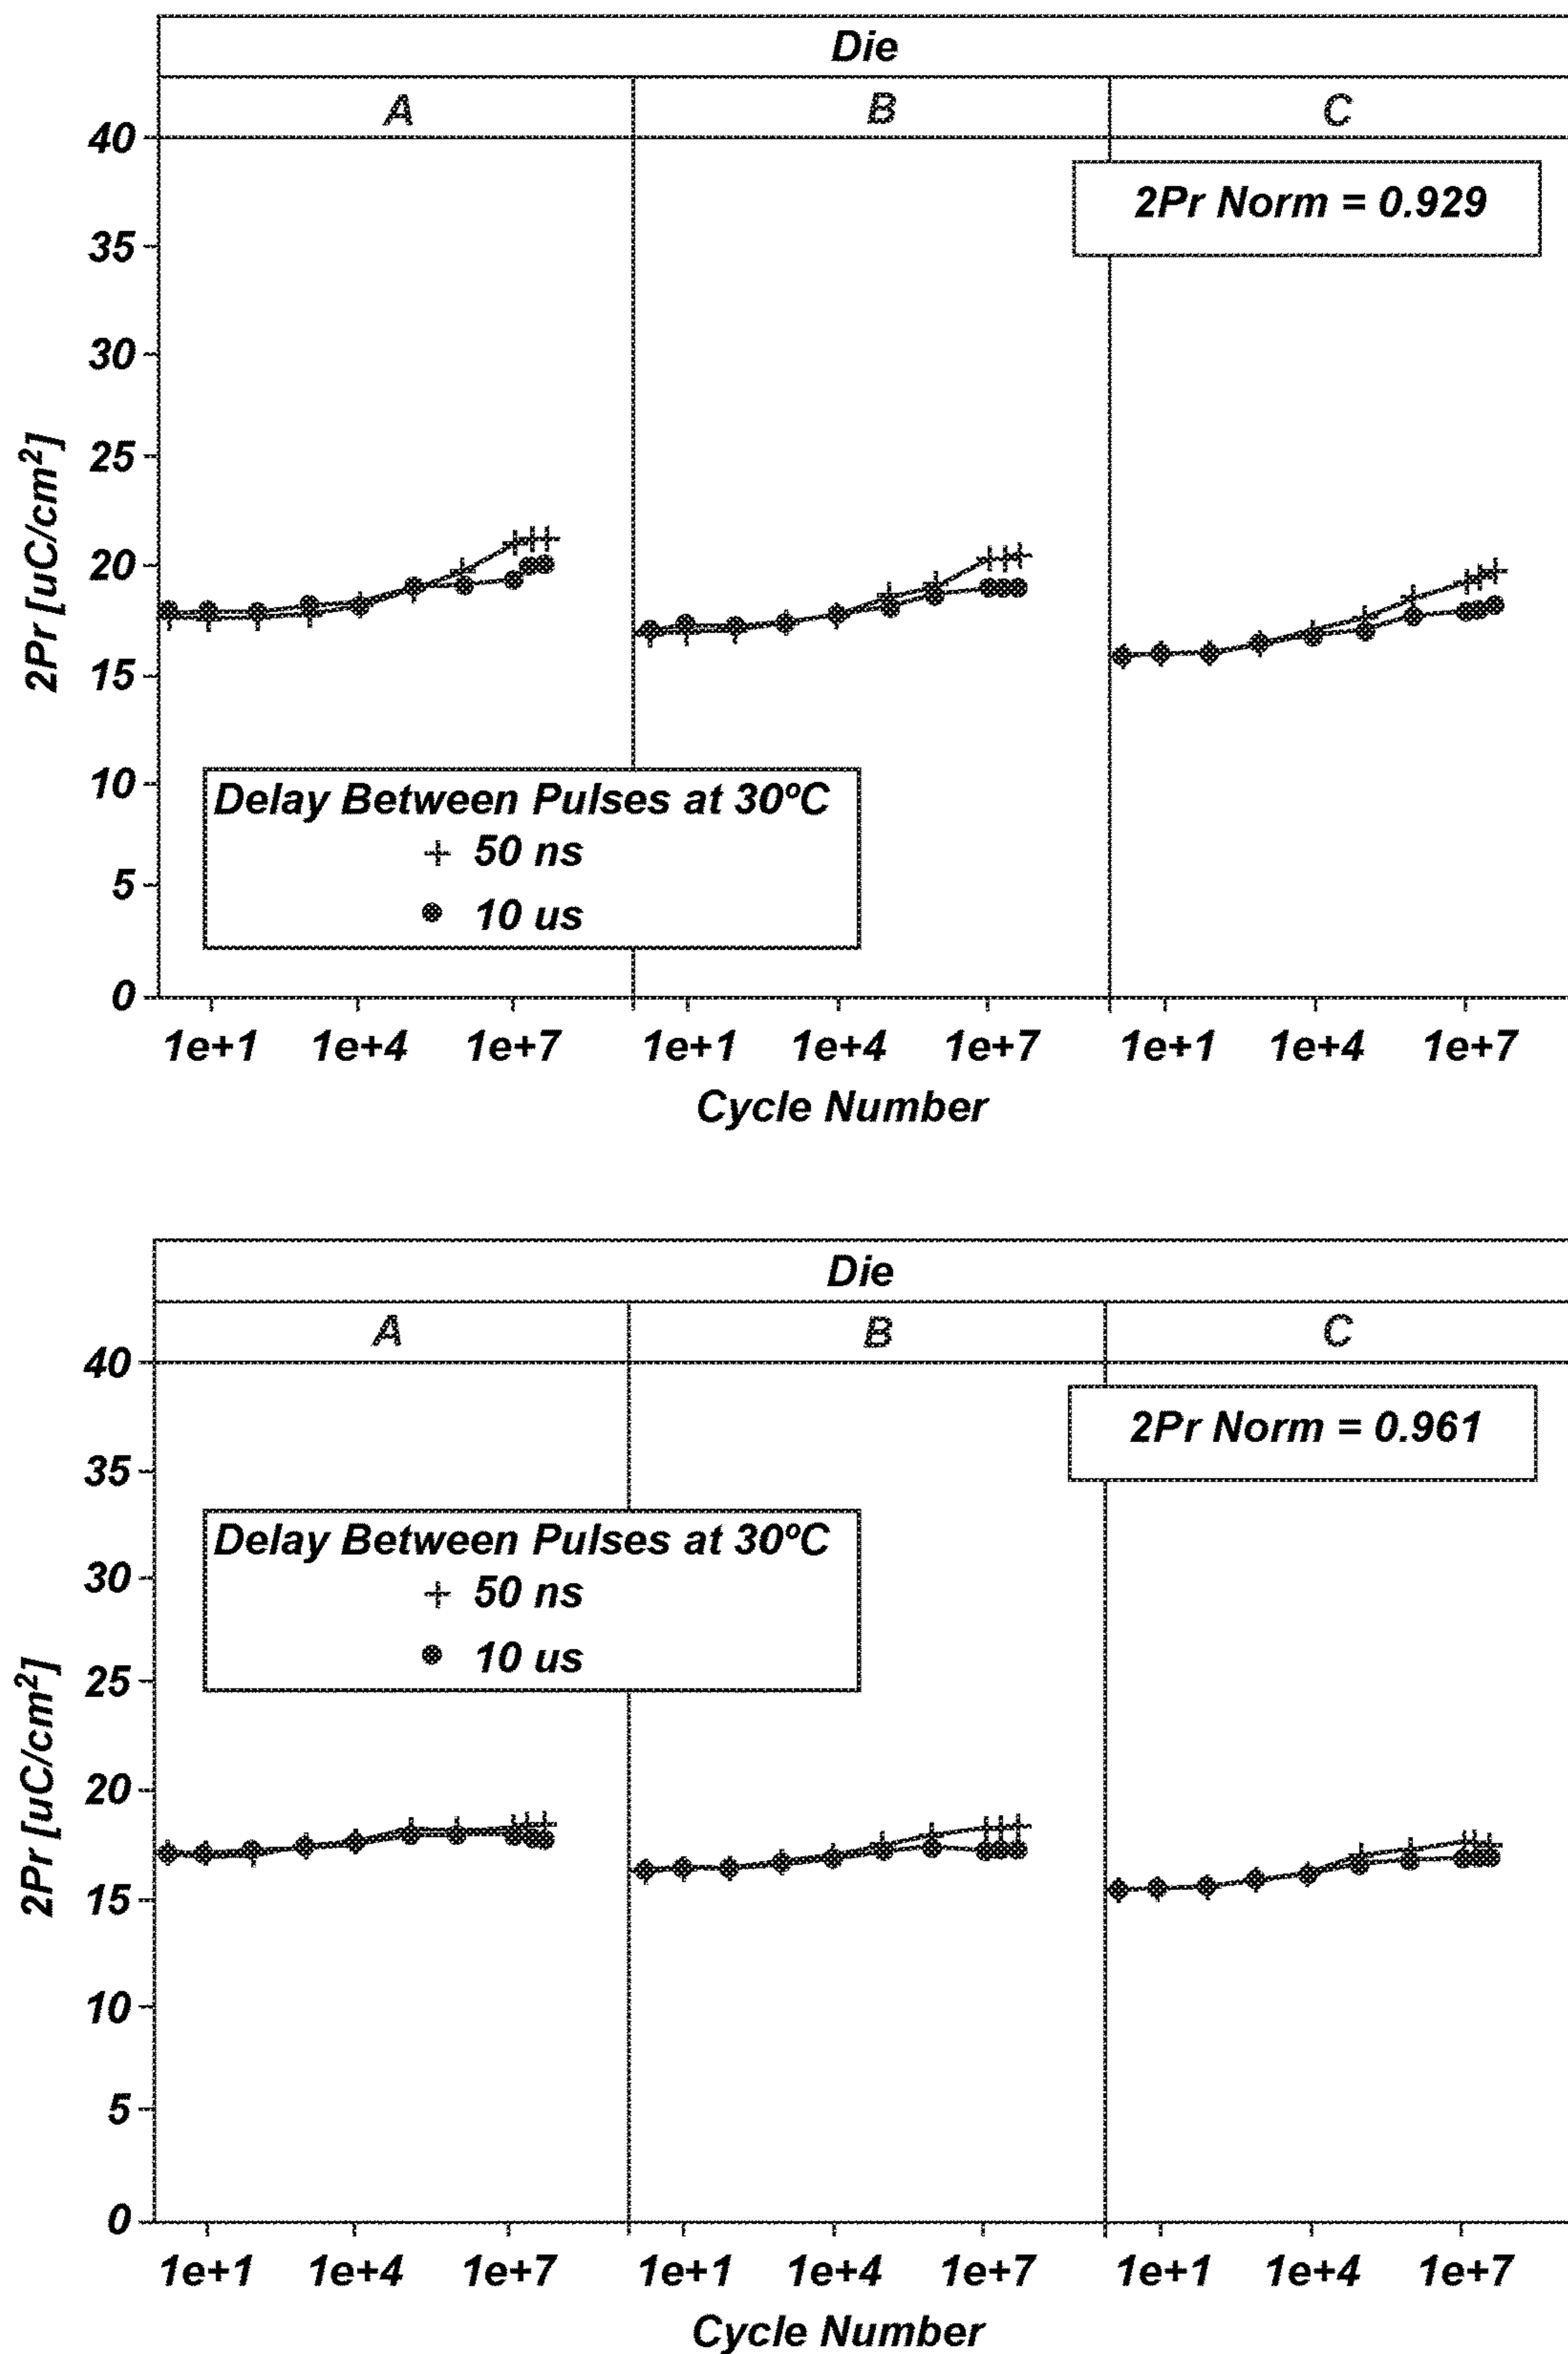 Die
A B C
40
2Pr Norm = 0.929
35
30
25
20
15
10
5
0
2Pr [uC/cm²]
Delay Between Pulses at 30ºC
50 ns
10 us
1e+1 1e+4 1e+7 1e+1 1e+4 1e+7 1e+1 1e+4 1e+7
Cycle Number
Die
A B C
40
2Pr Norm = 0.961
35
30
25
20
15
10
5
0
2Pr [uC/cm²]
Delay Between Pulses at 30ºC
50 ns
10 us
1e+1 1e+4 1e+7 1e+1 1e+4 1e+7 1e+1 1e+4 1e+7
Cycle Number